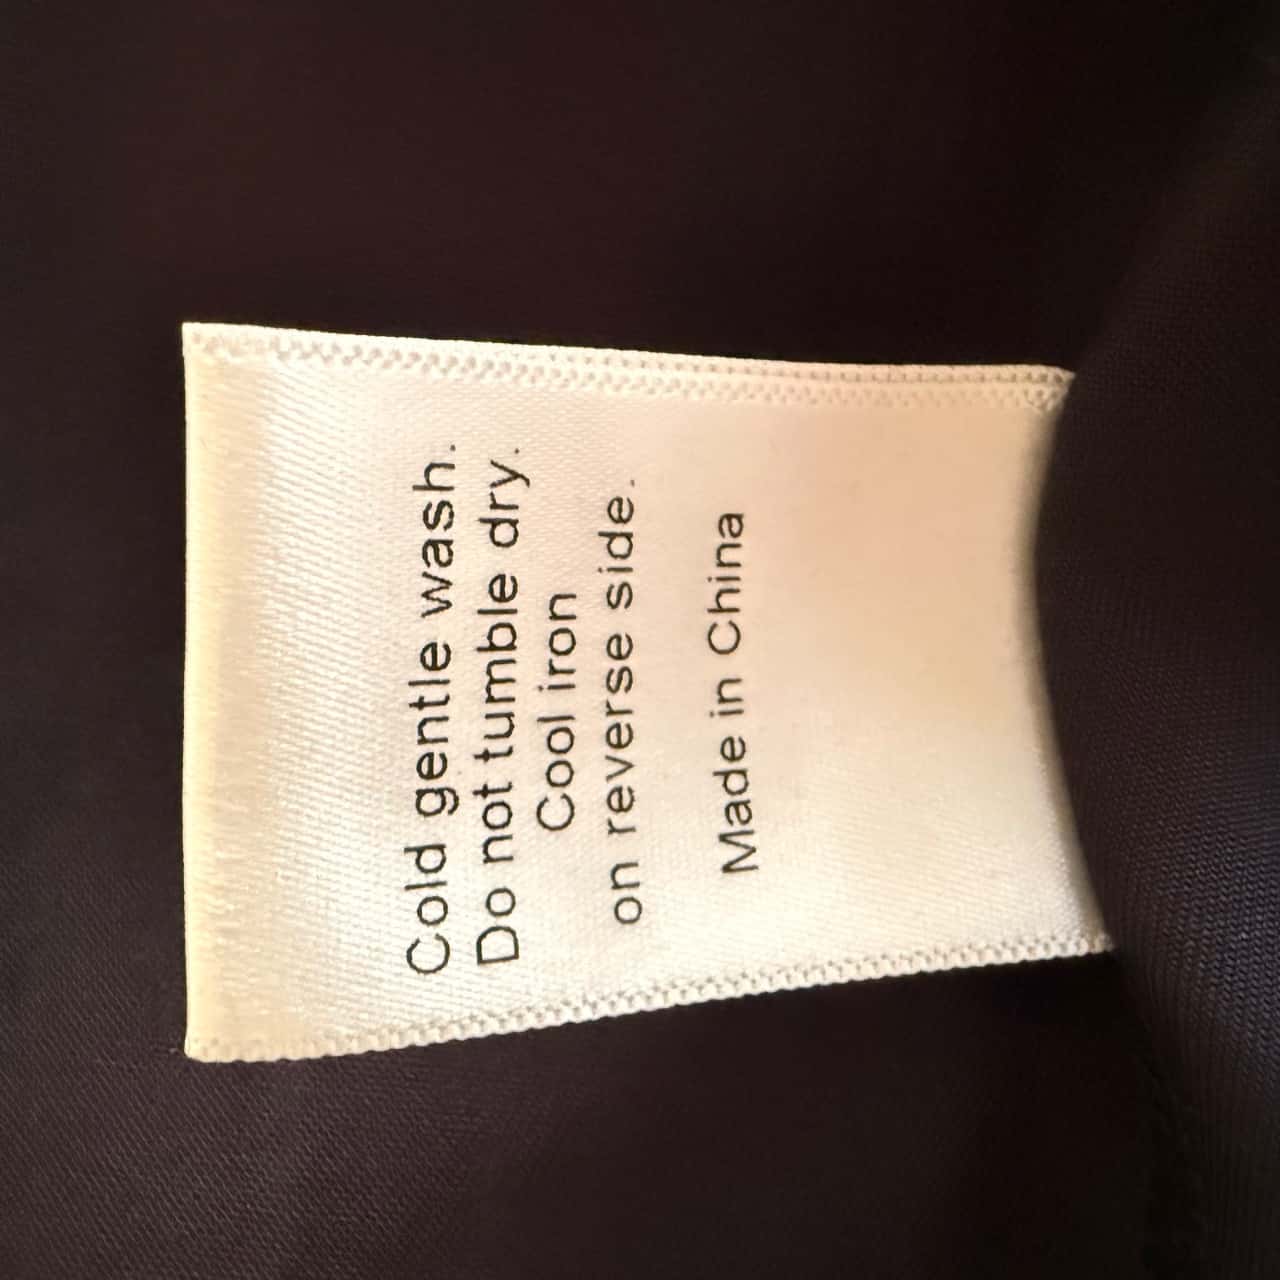 Cold gentle wash.
Do not tumble dry.
Cool iron
on reverse side.
Made in China